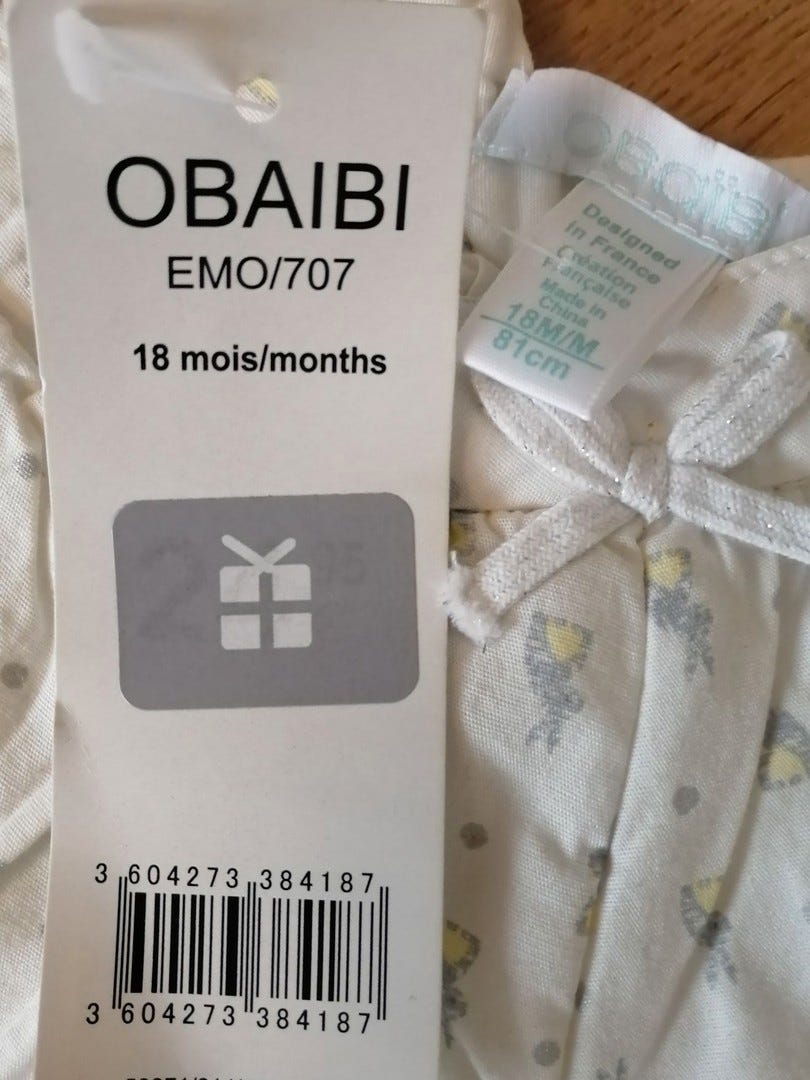 OBAIBI
EMO/707
18 mois/months
3 604273 384187
3 604273 384187
obaïbi
Designed
in France
Création
Française
Made in
China
18M/M
81cm